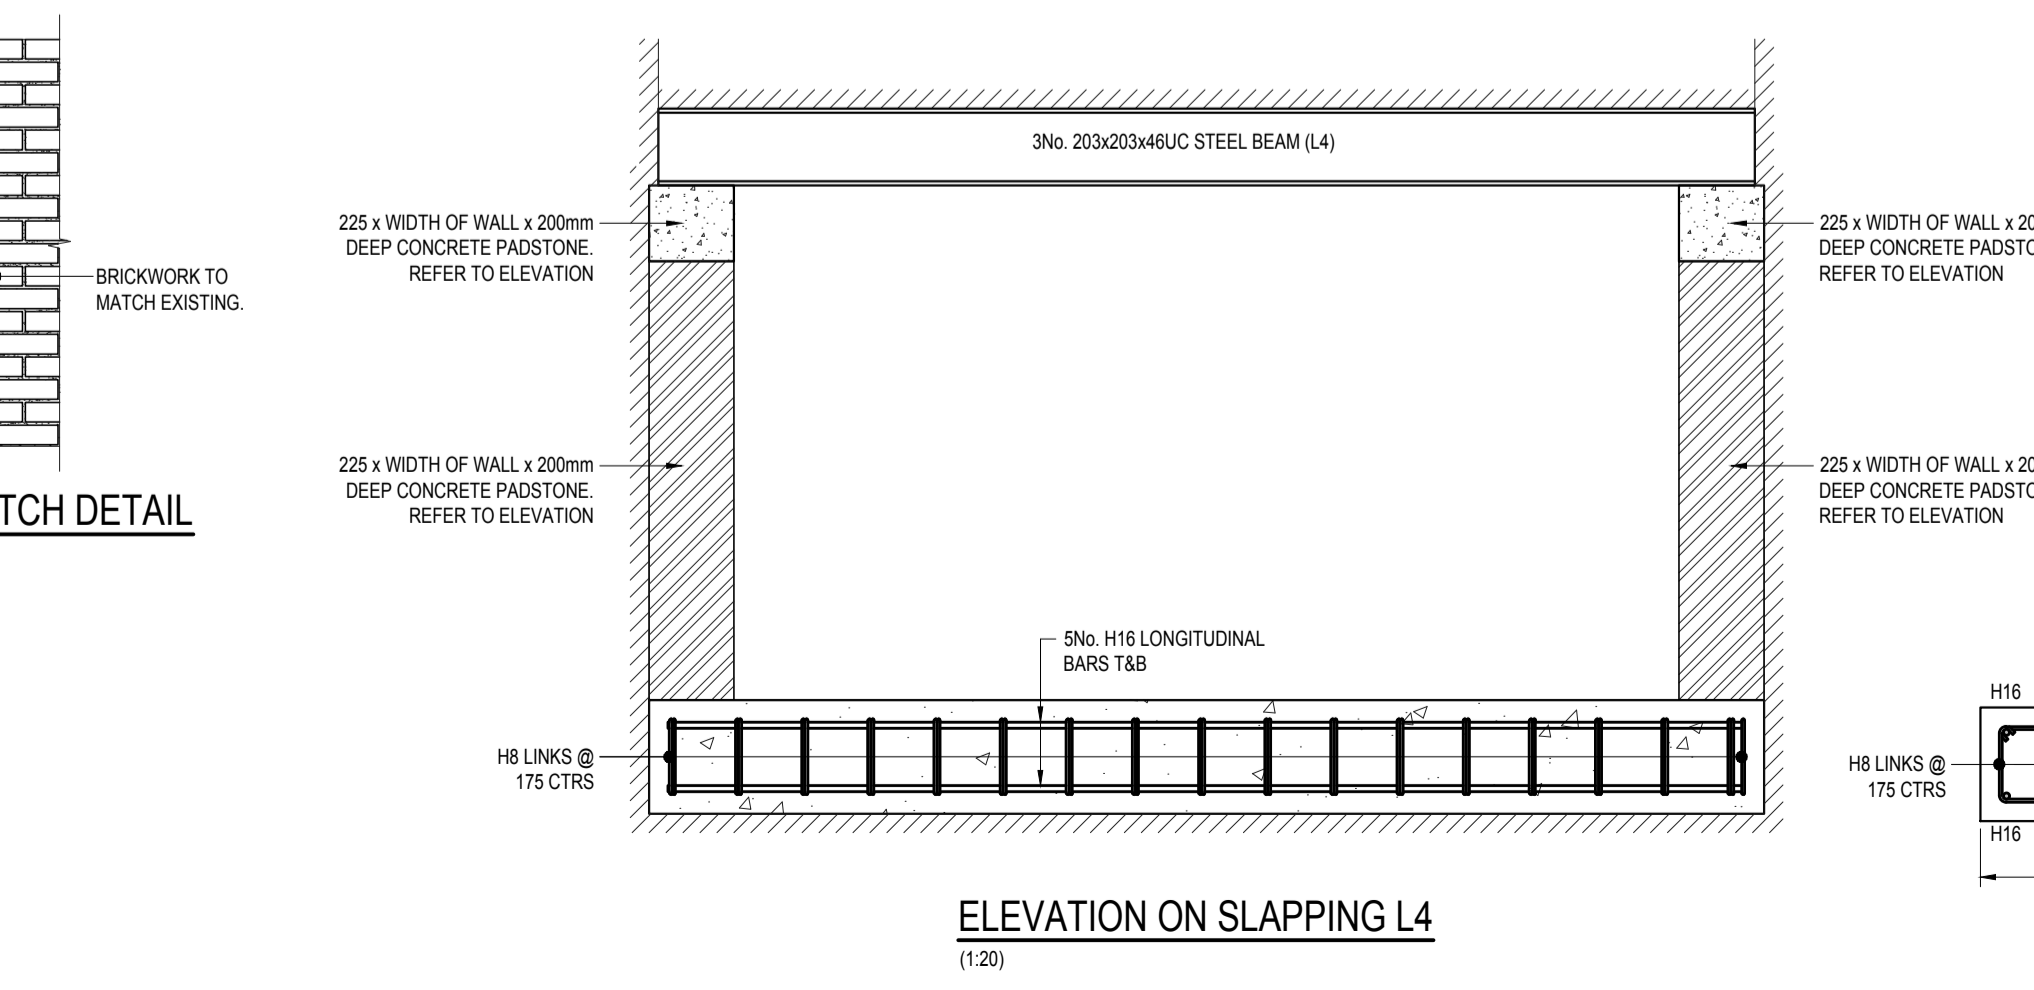 3No. 203x203x46UC STEEL BEAM (L4)
225 x WIDTH OF WALL x 200mm
DEEP CONCRETE PADSTONE.
REFER TO ELEVATION
225 x WIDTH OF WALL x 20
DEEP CONCRETE PADSTO
REFER TO ELEVATION
BRICKWORK TO
MATCH EXISTING.
225 x WIDTH OF WALL x 200mm
DEEP CONCRETE PADSTONE.
REFER TO ELEVATION
225 x WIDTH OF WALL x 20
DEEP CONCRETE PADSTO
REFER TO ELEVATION
TCH DETAIL
5No. H16 LONGITUDINAL
BARS T&B
H16
H8 LINKS @
175 CTRS
H8 LINKS @
175 CTRS
H16
ELEVATION ON SLAPPING L4
(1:20)